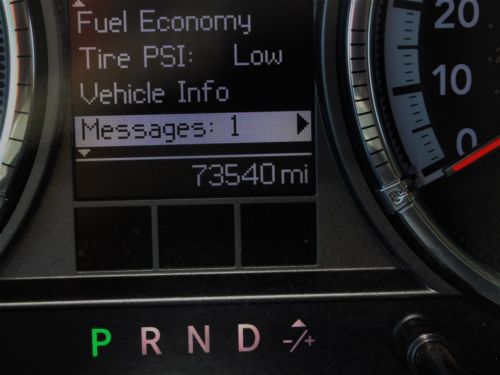 Fuel Economy
Tire PSI: Low
Vehicle Info
Messages: 1
73540 mi
P R N D -/+
20
10
0